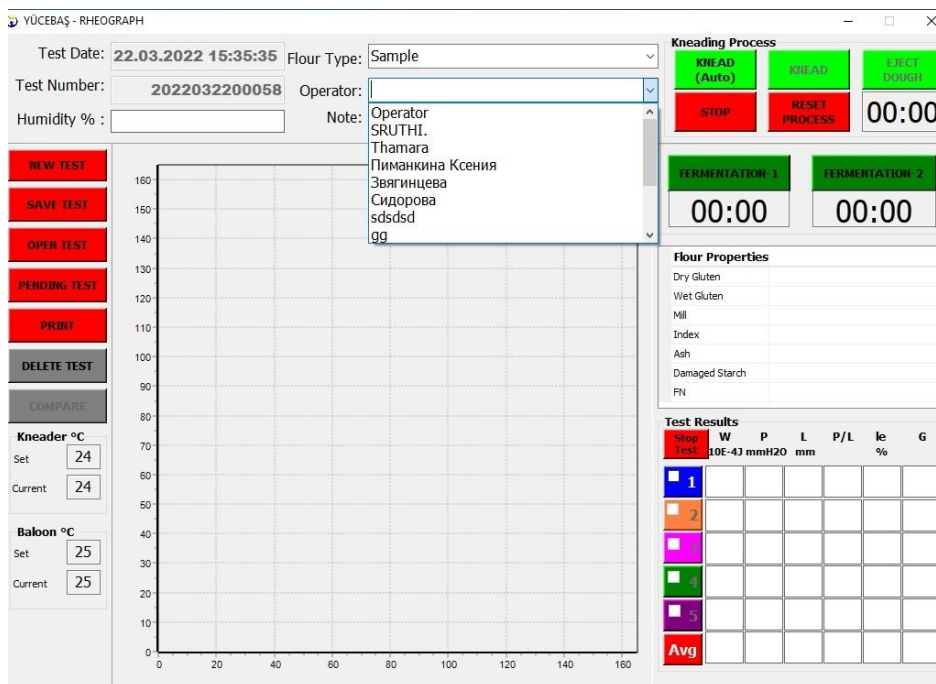 YÜCEBAŞ - RHEOGRAPH
Test Date: 22.03.2022 15:35:35
Flour Type: Sample
Test Number: 2022032200058
Operator:
Humidity % :
Note:
Operator
SRUTHI.
Thamara
Пиманкина Ксения
Звягинцева
Сидорова
sdsdsd
gg
Kneading Process
KNEAD (Auto)
KNEAD
EJECT DOUGH
STOP
RESET PROCESS
00:00
NEW TEST
SAVE TEST
OPEN TEST
PENDING TEST
PRINT
DELETE TEST
COMPARE
Kneader °C
Set 24
Current 24
Baloon °C
Set 25
Current 25
160
150
140
130
120
110
100
90
80
70
60
50
40
30
20
10
0
0 20 40 60 80 100 120 140 160
FERMENTATION-1 FERMENTATION-2
00:00 00:00
Flour Properties
Dry Gluten
Wet Gluten
Mill
Index
Ash
Damaged Starch
FN
Test Results
Stop Test
W P L P/L Ie G
10E-4J mmH2O mm %
1
2
3
4
5
Avg